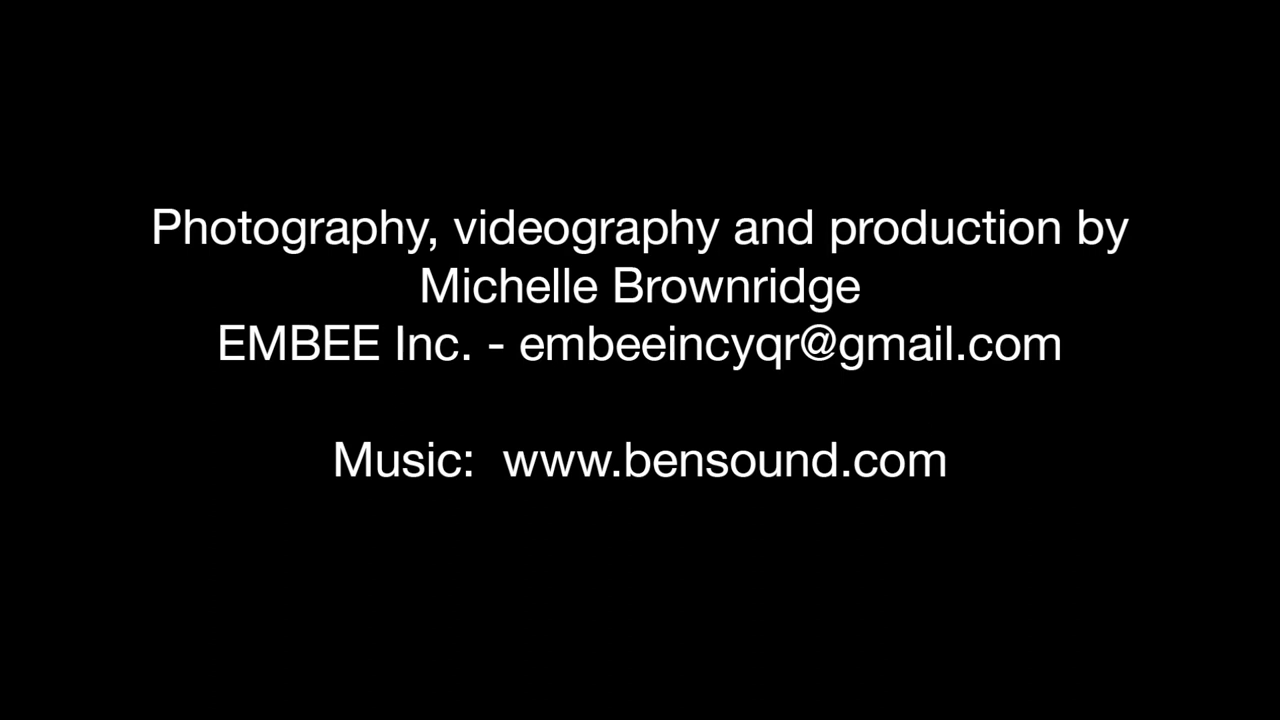 Photography, videography and production by
Michelle Brownridge
EMBEE Inc. - embeeincyqr@gmail.com
Music:  www.bensound.com